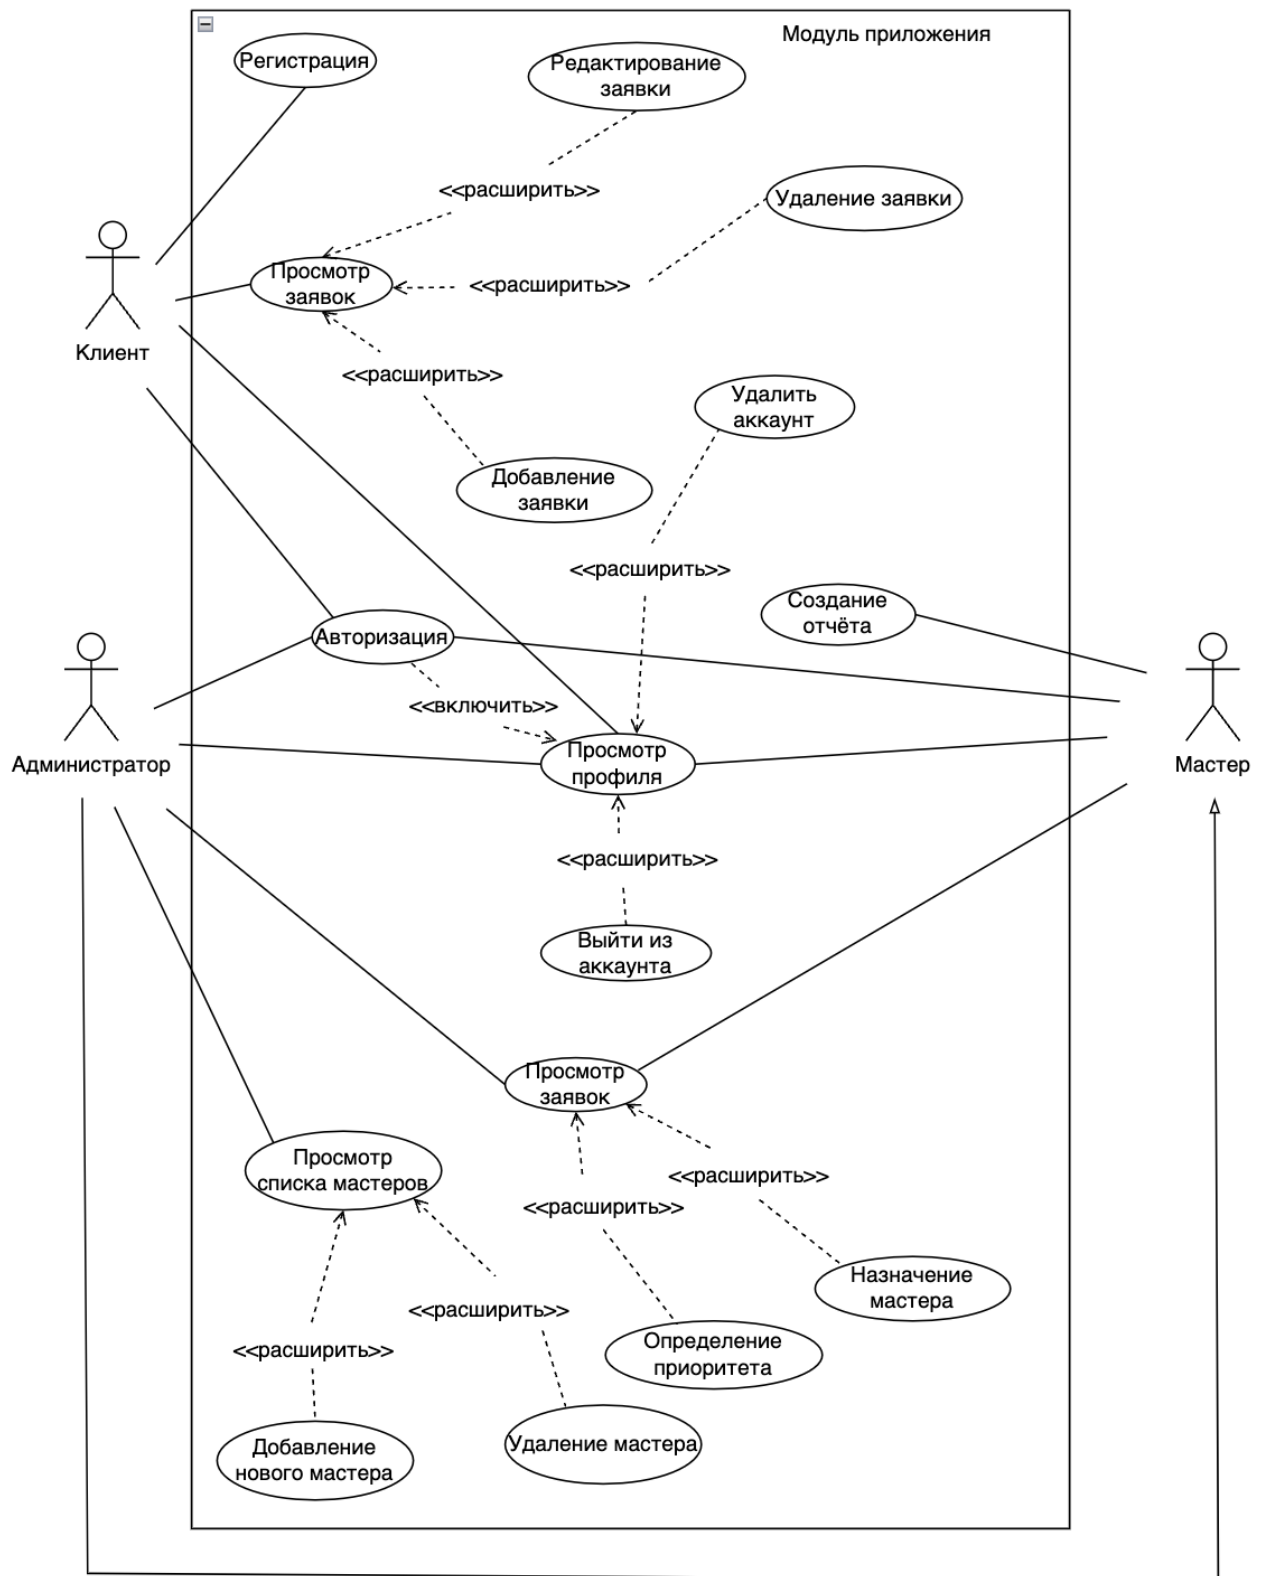 Модуль приложения
Регистрация
Редактирование
заявки
<<расширить>>
Удаление заявки
Просмотр
заявок
<<расширить>>
Клиент
<<расширить>>
Удалить
аккаунт
Добавление
заявки
<<расширить>>
Создание
отчёта
Авторизация
<<включить>>
Просмотр
профиля
Администратор
Мастер
<<расширить>>
Выйти из
аккаунта
Просмотр
заявок
Просмотр
списка мастеров
<<расширить>>
<<расширить>>
Назначение
мастера
<<расширить>>
<<расширить>>
Определение
приоритета
Добавление
нового мастера
Удаление мастера